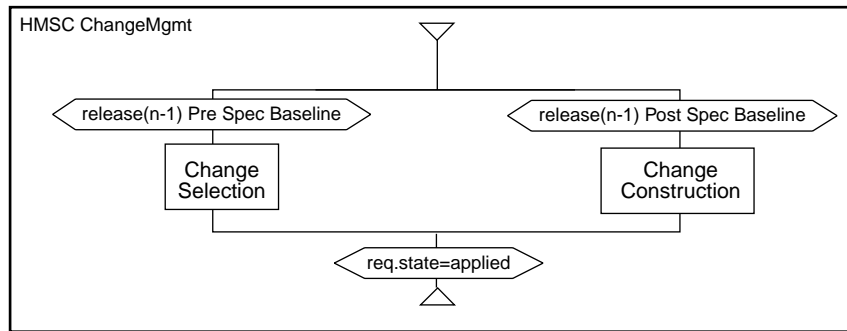 HMSC ChangeMgmt
release(n-1) Pre Spec Baseline
release(n-1) Post Spec Baseline
Change
Selection
Change
Construction
req.state=applied